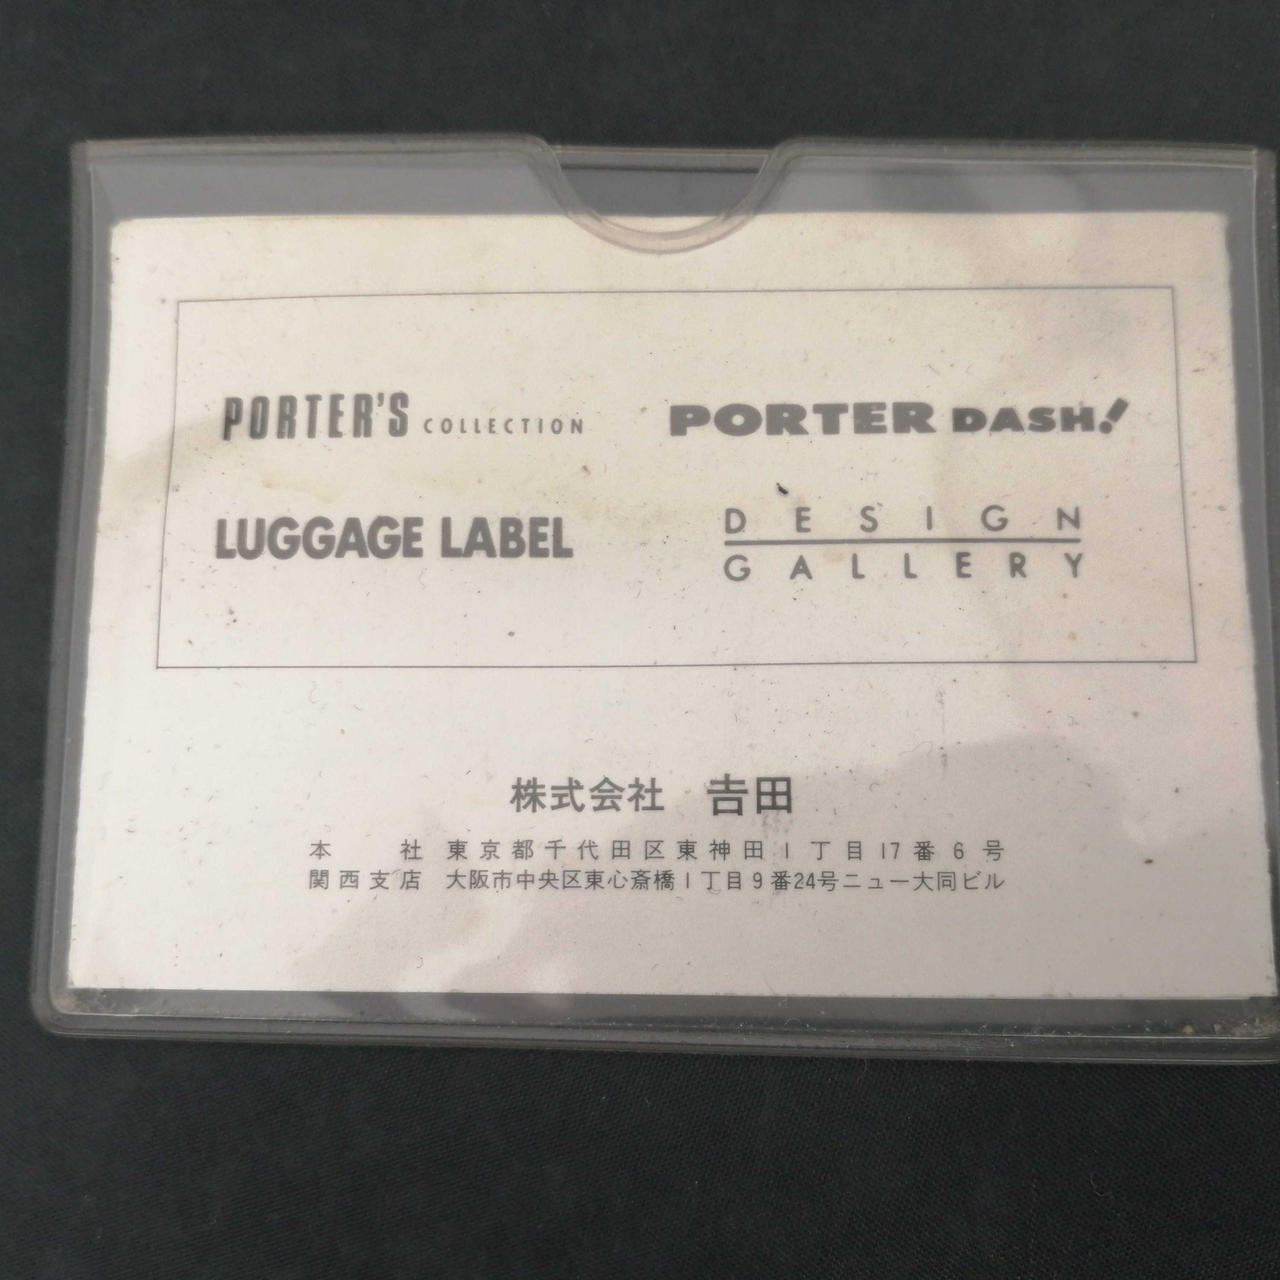 PORTER'S COLLECTION
PORTER DASH!
LUGGAGE LABEL
DESIGN
GALLERY
株式会社 𠮷田
本社 東京都千代田区東神田1丁目17番6号
関西支店 大阪市中央区東心斎橋1丁目9番24号ニュー大同ビル